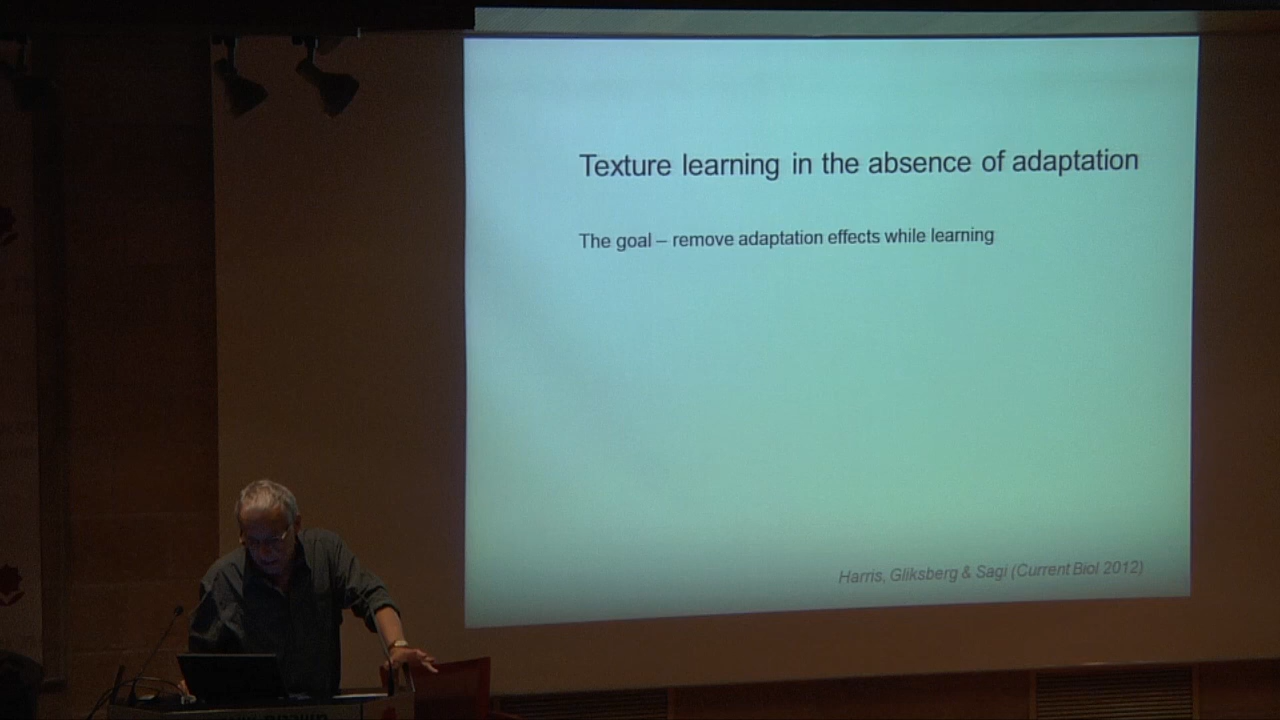 Texture learning in the absence of adaptation
The goal – remove adaptation effects while learning
Harris, Gliksberg & Sagi (Current Biol 2012)